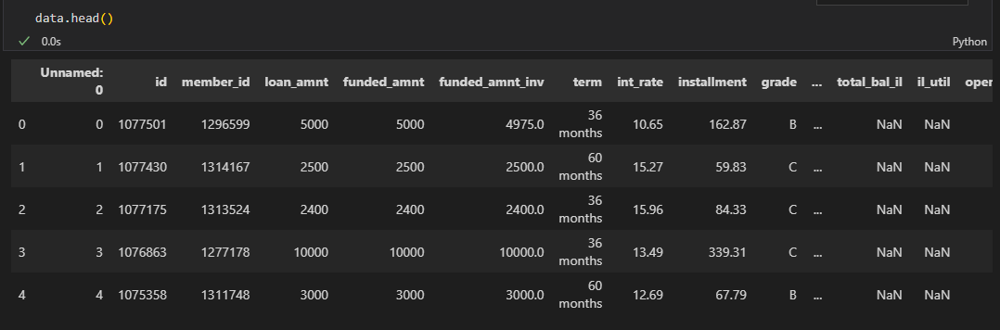 data.head()
0.0s
Python
Unnamed: 0 id member_id loan_amnt funded_amnt funded_amnt_inv term int_rate installment grade ... total_bal_il il_util oper
0 0 1077501 1296599 5000 5000 4975.0 36 months 10.65 162.87 B ... NaN NaN
1 1 1077430 1314167 2500 2500 2500.0 60 months 15.27 59.83 C ... NaN NaN
2 2 1077175 1313524 2400 2400 2400.0 36 months 15.96 84.33 C ... NaN NaN
3 3 1076863 1277178 10000 10000 10000.0 36 months 13.49 339.31 C ... NaN NaN
4 4 1075358 1311748 3000 3000 3000.0 60 months 12.69 67.79 B ... NaN NaN